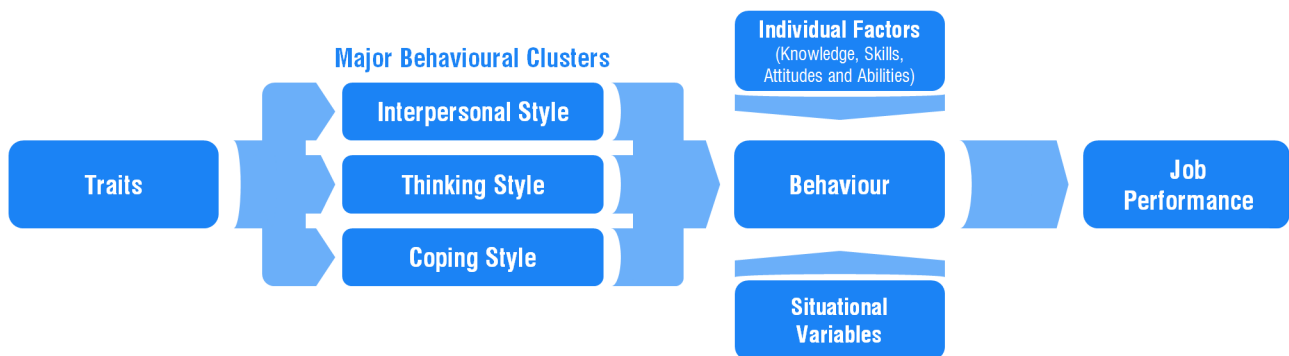 Major Behavioural Clusters
Traits
Interpersonal Style
Thinking Style
Coping Style
Individual Factors
(Knowledge, Skills,
Attitudes and Abilities)
Behaviour
Situational
Variables
Job
Performance